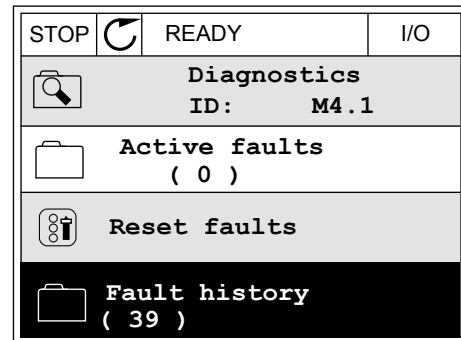 STOP READY I/O
Diagnostics
ID: M4.1
Active faults
( 0 )
Reset faults
Fault history
( 39 )